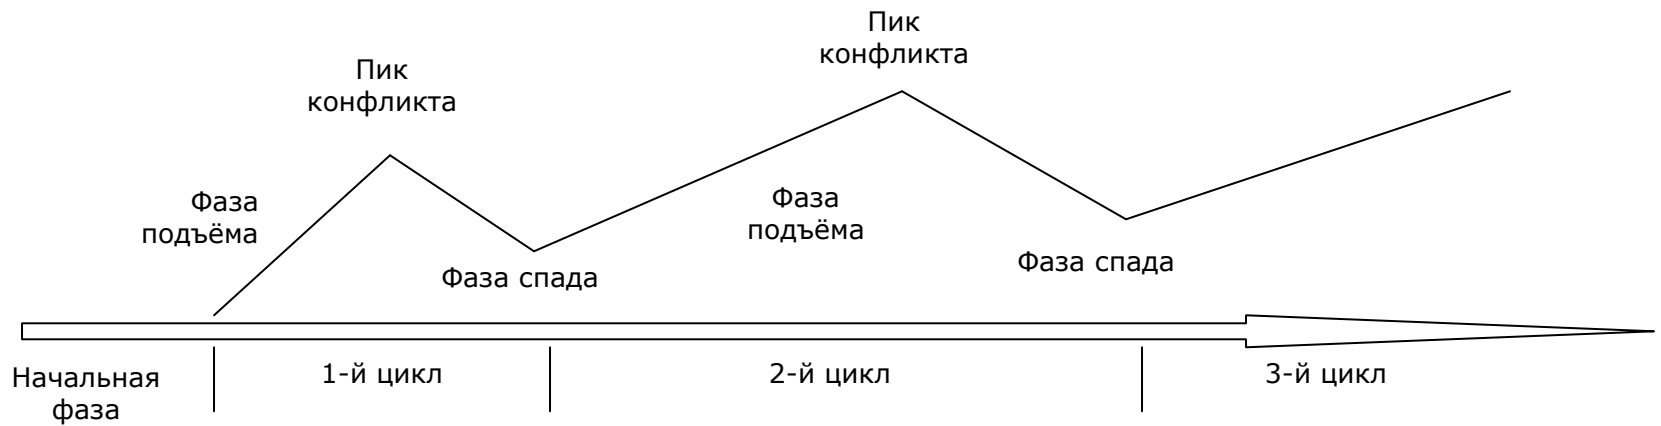 Пик
конфликта
Пик
конфликта
Фаза
подъёма
Фаза
подъёма
Фаза спада
Фаза спада
Начальная
фаза
1-й цикл
2-й цикл
3-й цикл